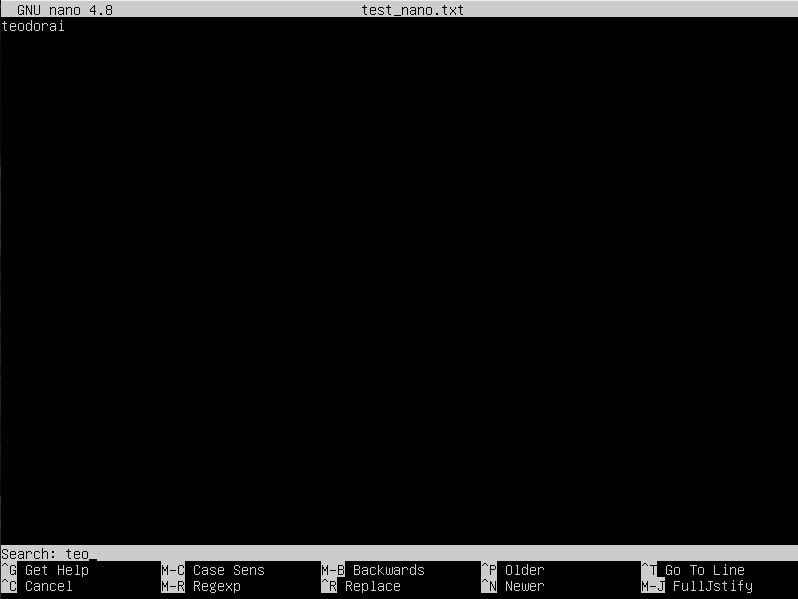 GNU nano 4.8 test_nano.txt
teodorai
Search: teo_
^G Get Help M-C Case Sens M-B Backwards ^P Older ^T Go To Line
^C Cancel M-R Regexp ^R Replace ^N Newer M-J FullJstify